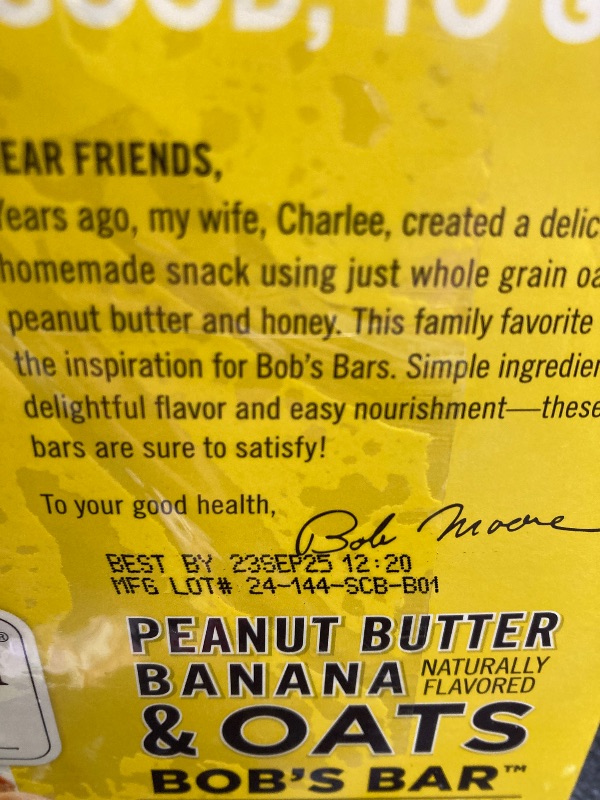 GOOD, TO G
EAR FRIENDS,
Years ago, my wife, Charlee, created a delic
homemade snack using just whole grain oa
peanut butter and honey. This family favorite
the inspiration for Bob's Bars. Simple ingredien
delightful flavor and easy nourishment—these
bars are sure to satisfy!
To your good health,
Bob Moore
BEST BY 23SEP25 12:20
MFG LOT# 24-144-SCB-B01
®
PEANUT BUTTER
BANANA NATURALLY
FLAVORED
& OATS
BOB'S BAR™